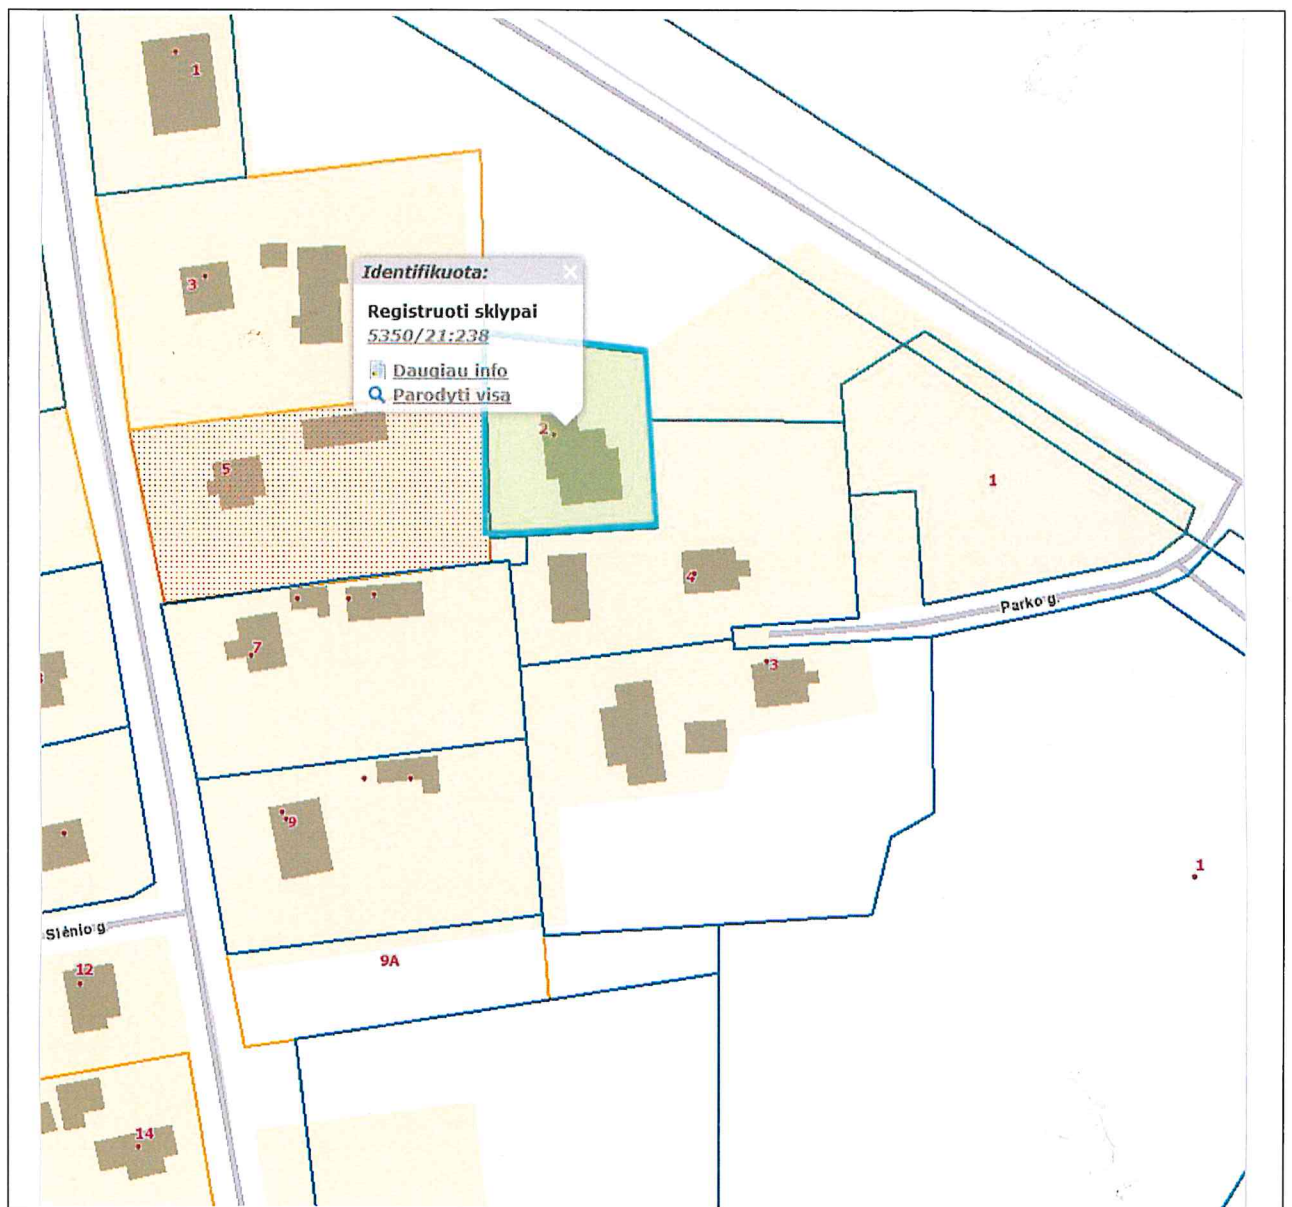 1
3
Identifikuota:
Registruoti sklypai
5350/21:238
Daugiau info
Parodyti visa
2
5
1
4
Parko g.
7
3
9
1
Slėnio g.
9A
12
14